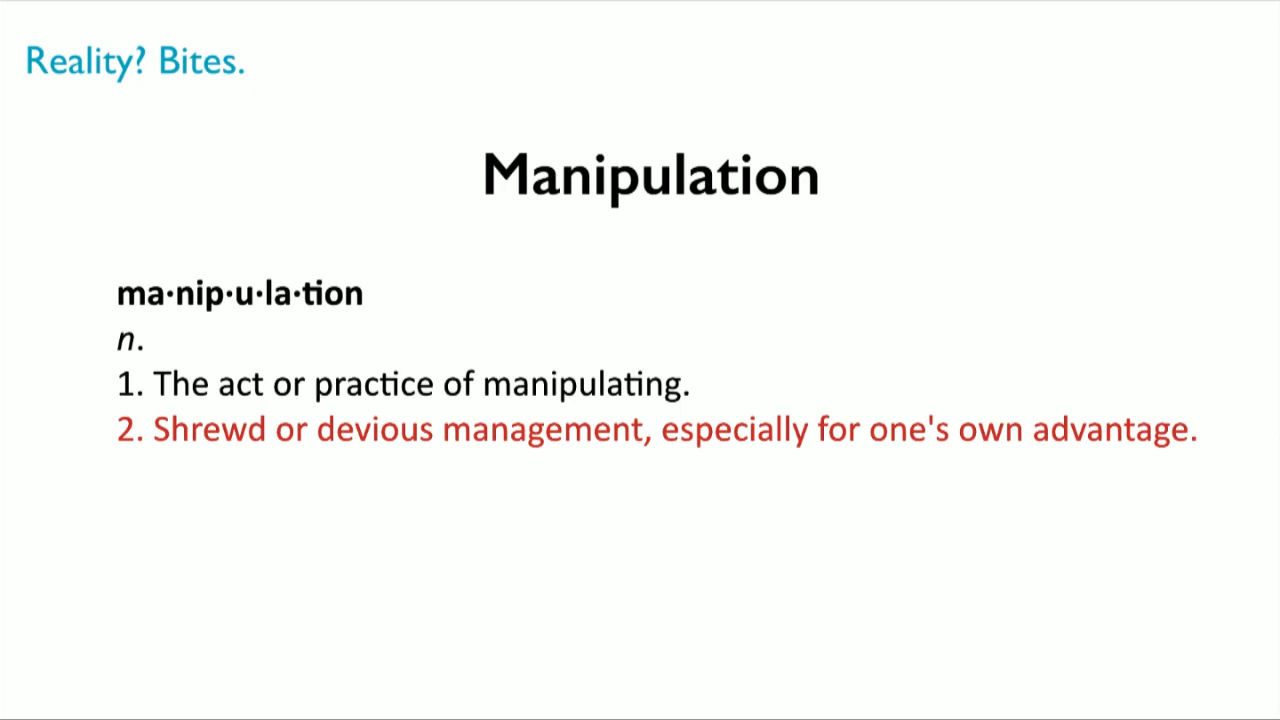 Reality? Bites.
Manipulation
ma·nip·u·la·tion
n.
1. The act or practice of manipulating.
2. Shrewd or devious management, especially for one's own advantage.